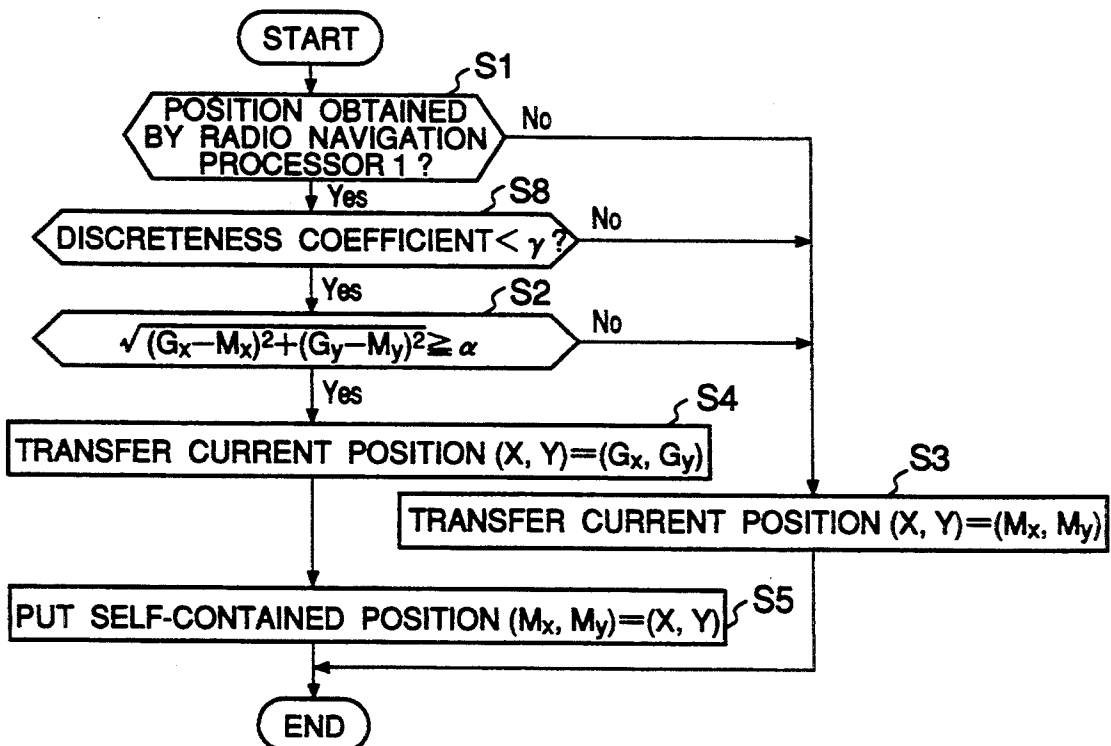 START
S1
POSITION OBTAINED
BY RADIO NAVIGATION
PROCESSOR 1 ?
No
Yes
S8
DISCRETENESS COEFFICIENT < γ ?
No
Yes
S2
√(Gx−Mx)²+(Gy−My)² ≧ α
No
Yes
S4
TRANSFER CURRENT POSITION (X, Y)=(Gx, Gy)
S3
TRANSFER CURRENT POSITION (X, Y)=(Mx, My)
S5
PUT SELF-CONTAINED POSITION (Mx, My)=(X, Y)
END